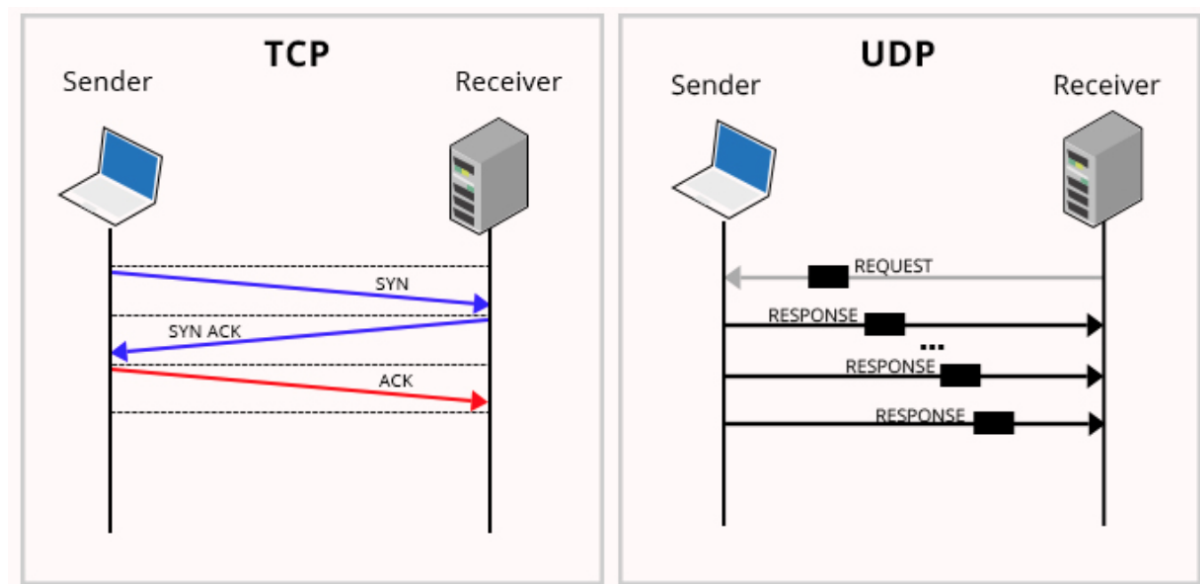 TCP
Sender
Receiver
SYN
SYN ACK
ACK
UDP
Sender
Receiver
REQUEST
RESPONSE
...
RESPONSE
RESPONSE